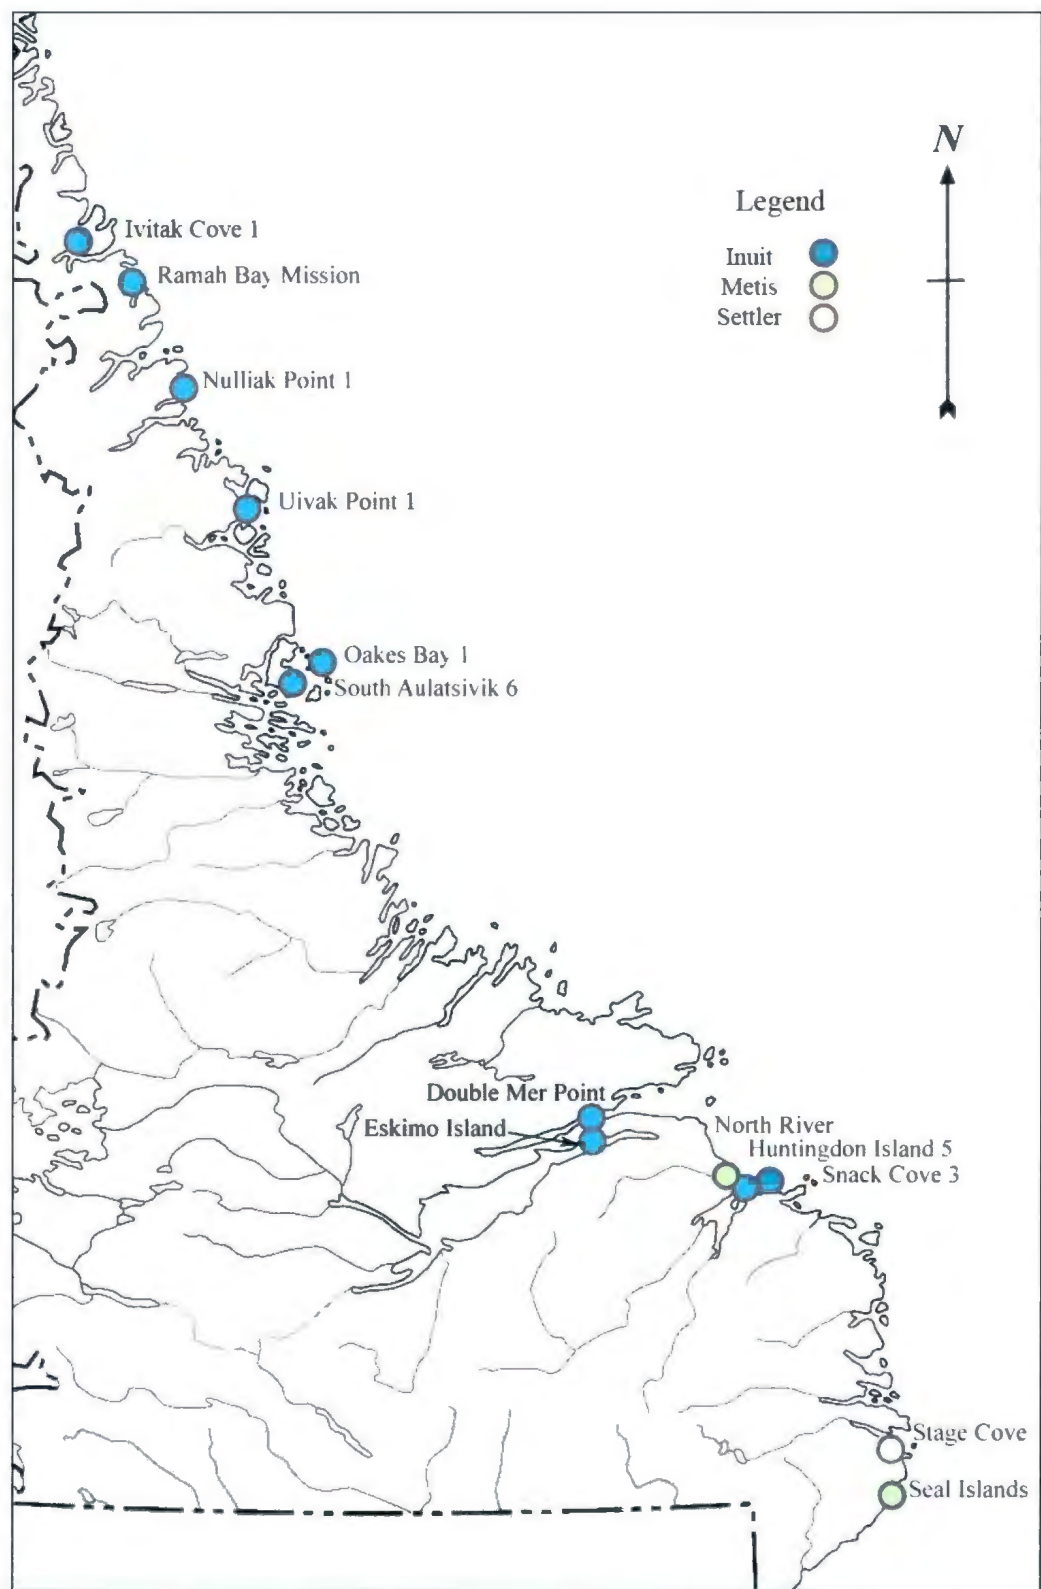 N
Legend
Inuit
Metis
Settler
Ivitak Cove 1
Ramah Bay Mission
Nulliak Point 1
Uivak Point 1
Oakes Bay 1
South Aulatsivik 6
Double Mer Point
Eskimo Island
North River
Huntingdon Island 5
Snack Cove 3
Stage Cove
Seal Islands